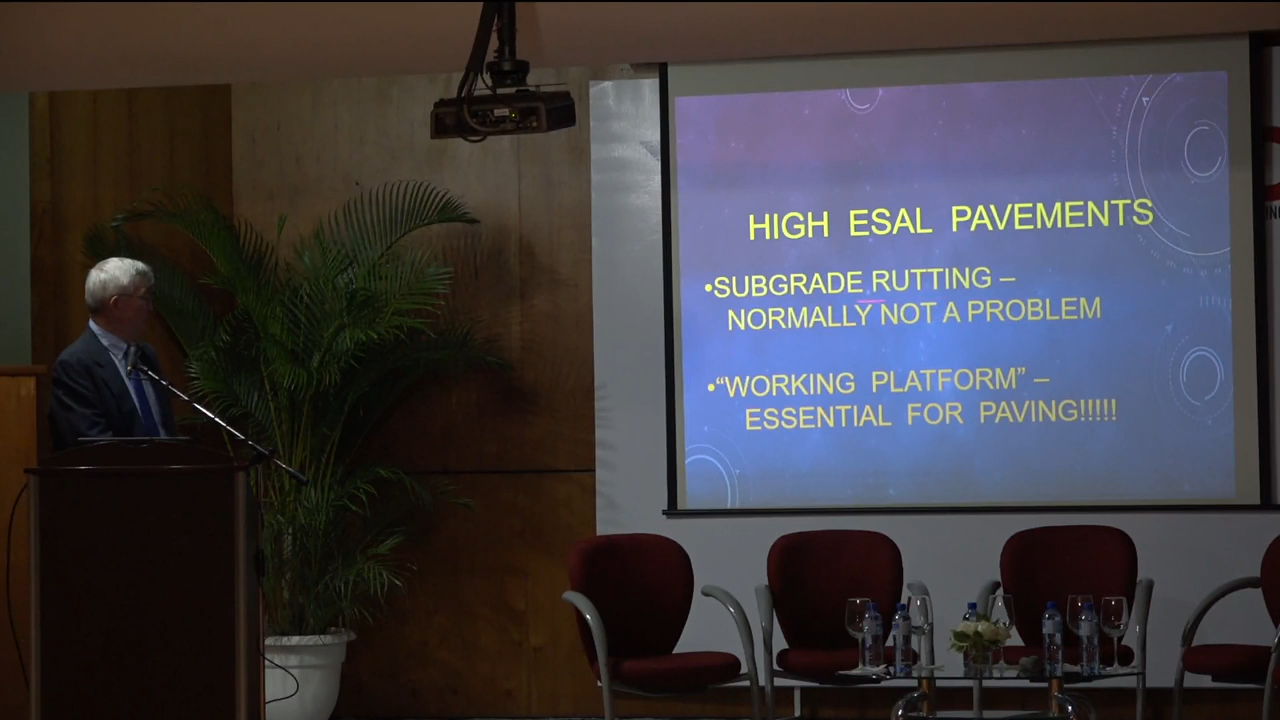 HIGH ESAL PAVEMENTS
•SUBGRADE RUTTING –
NORMALLY NOT A PROBLEM
•“WORKING PLATFORM” –
ESSENTIAL FOR PAVING!!!!!